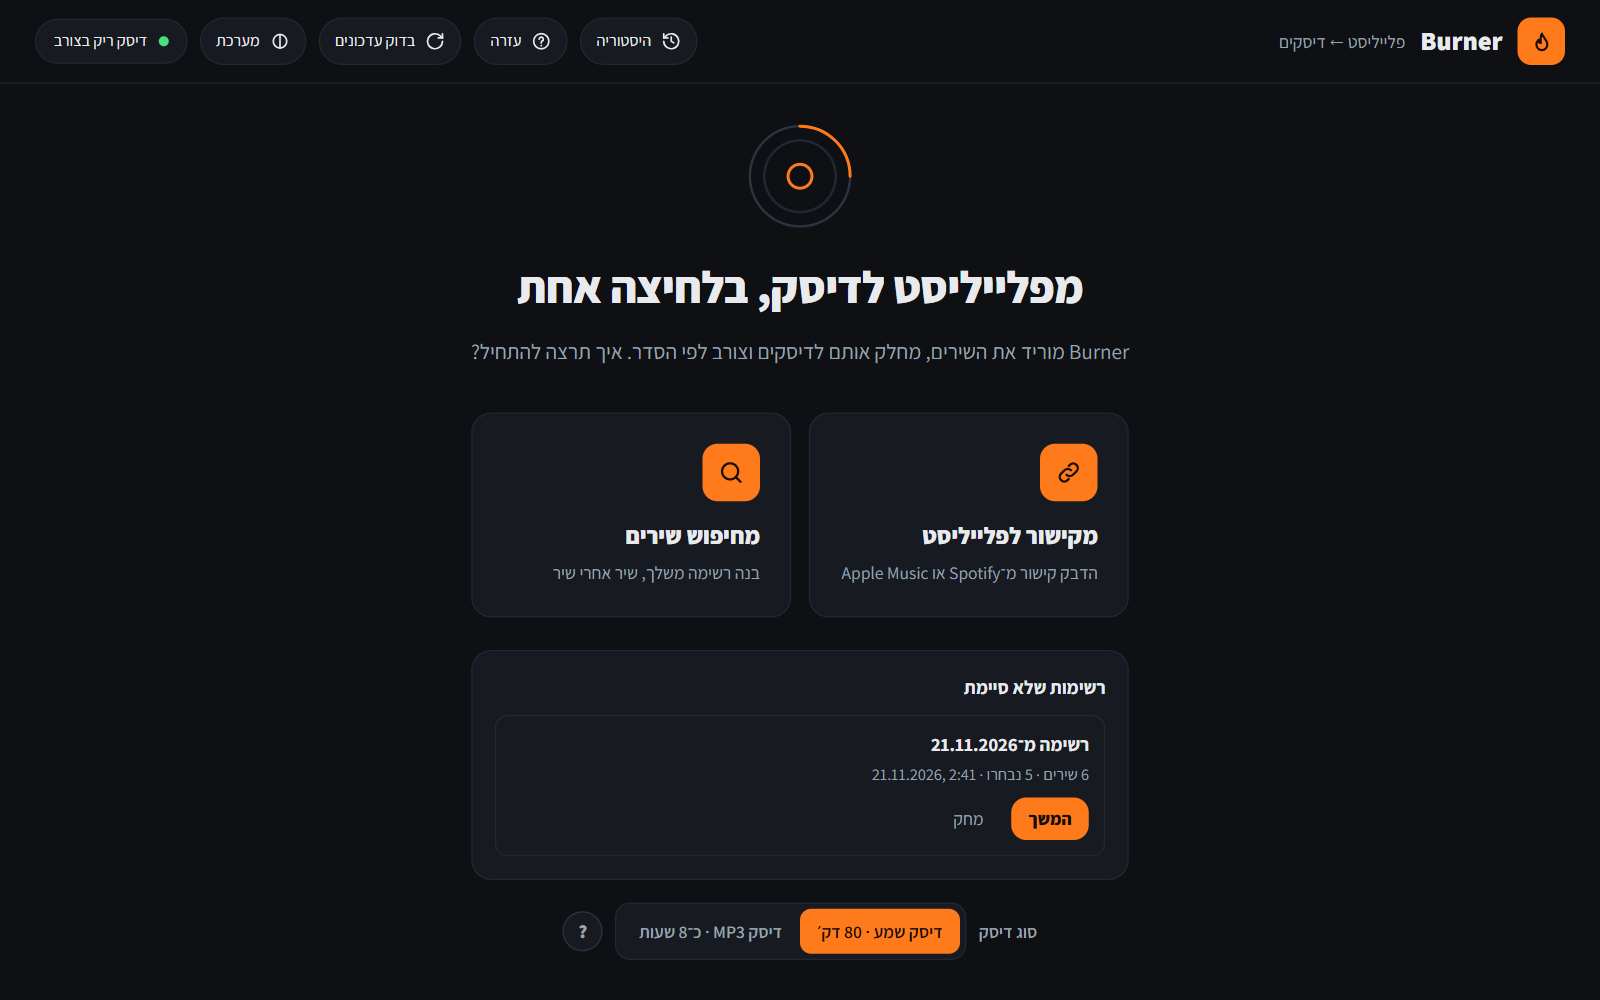 Burner
פלייליסט ← דיסקים
היסטוריה
עזרה
בדוק עדכונים
מערכת
דיסק ריק בצורב
מפלייליסט לדיסק, בלחיצה אחת
Burner מוריד את השירים, מחלק אותם לדיסקים וצורב לפי הסדר. איך תרצה להתחיל?
מקישור לפלייליסט
הדבק קישור מ־Spotify או Apple Music
מחיפוש שירים
בנה רשימה משלך, שיר אחרי שיר
רשימות שלא סיימת
רשימה מ־21.11.2026
6 שירים · 5 נבחרו · 21.11.2026, 2:41
המשך
מחק
סוג דיסק
דיסק שמע · 80 דק׳
דיסק MP3 · כ־8 שעות
?